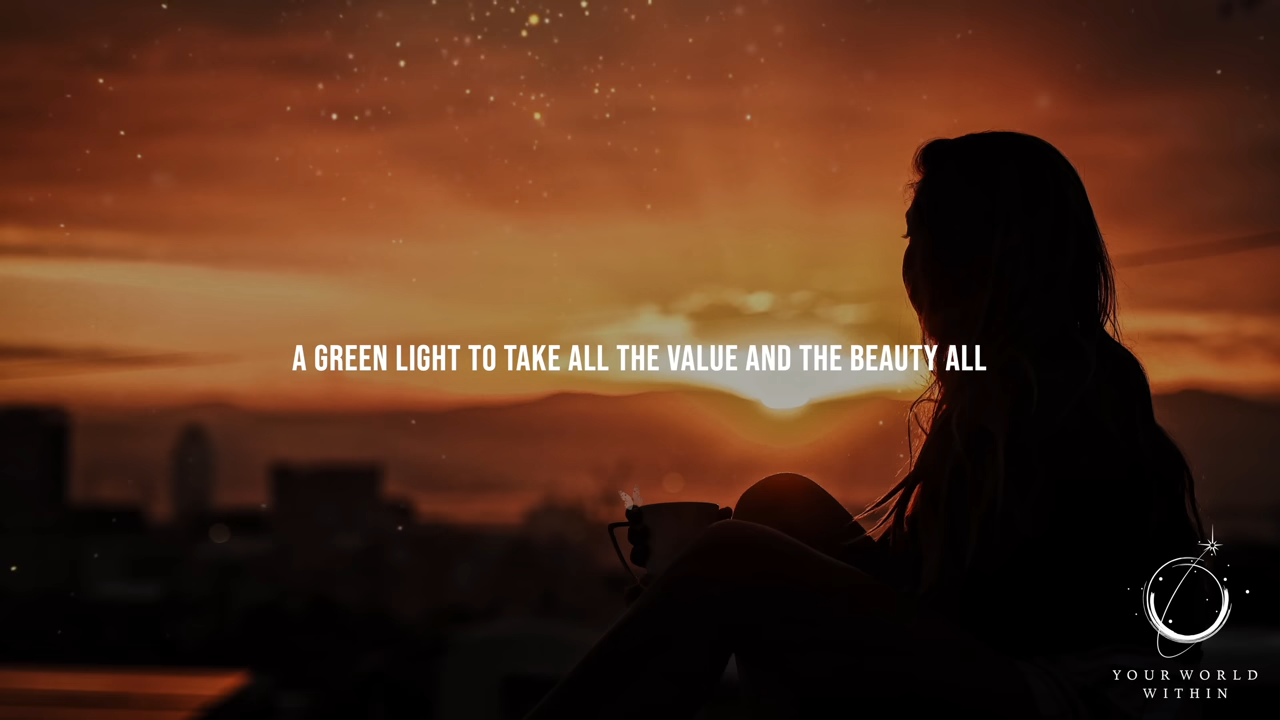 A GREEN LIGHT TO TAKE ALL THE VALUE AND THE BEAUTY ALL
YOUR WORLD
WITHIN